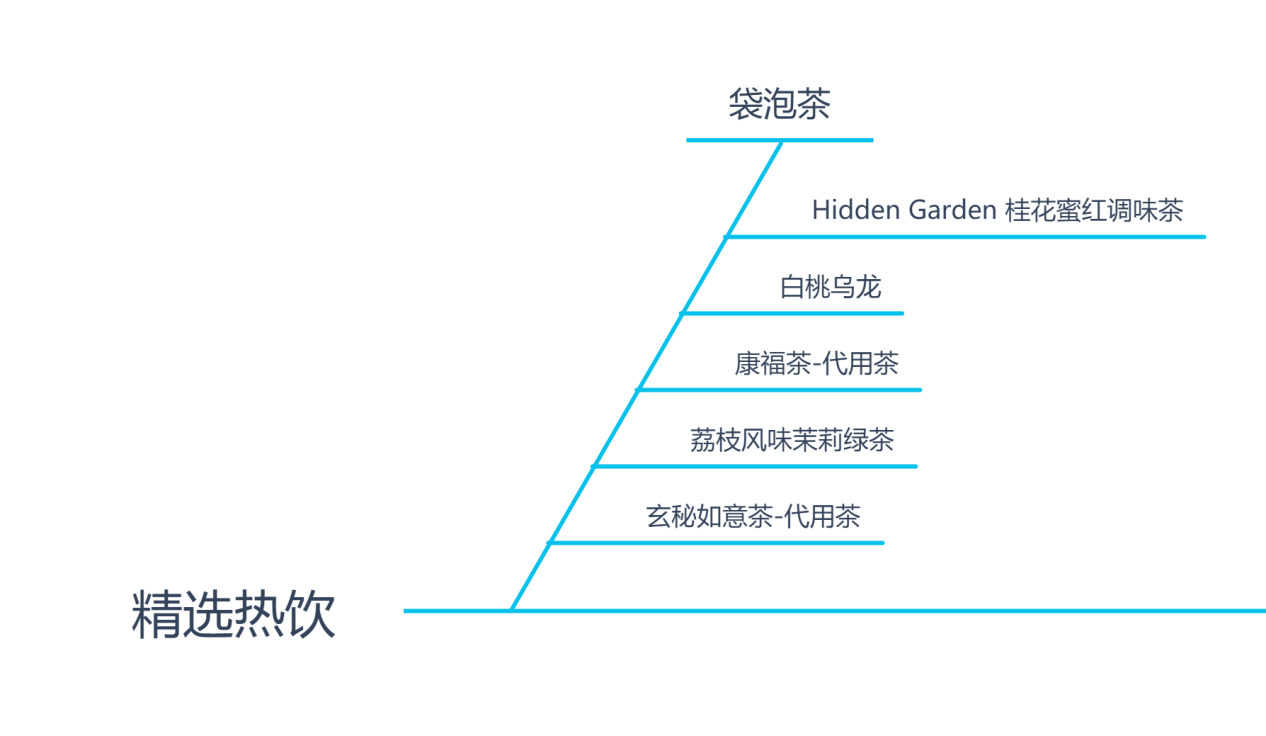 袋泡茶
Hidden Garden 桂花蜜红调味茶
白桃乌龙
康福茶-代用茶
荔枝风味茉莉绿茶
玄秘如意茶-代用茶
精选热饮